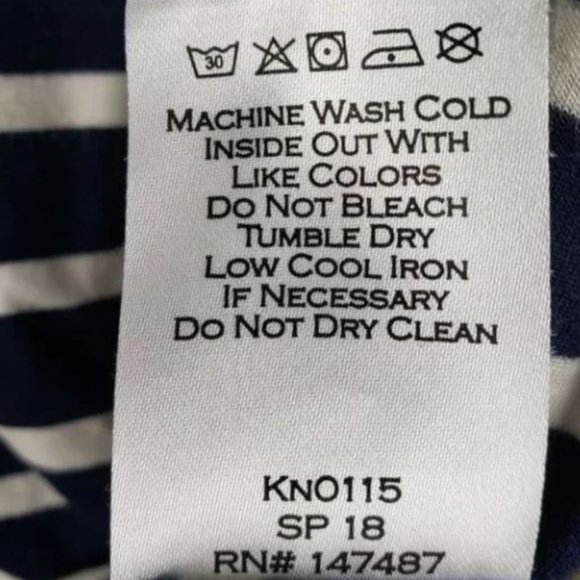 30
MACHINE WASH COLD
INSIDE OUT WITH
LIKE COLORS
DO NOT BLEACH
TUMBLE DRY
LOW COOL IRON
IF NECESSARY
DO NOT DRY CLEAN
KNO115
SP 18
RN# 147487